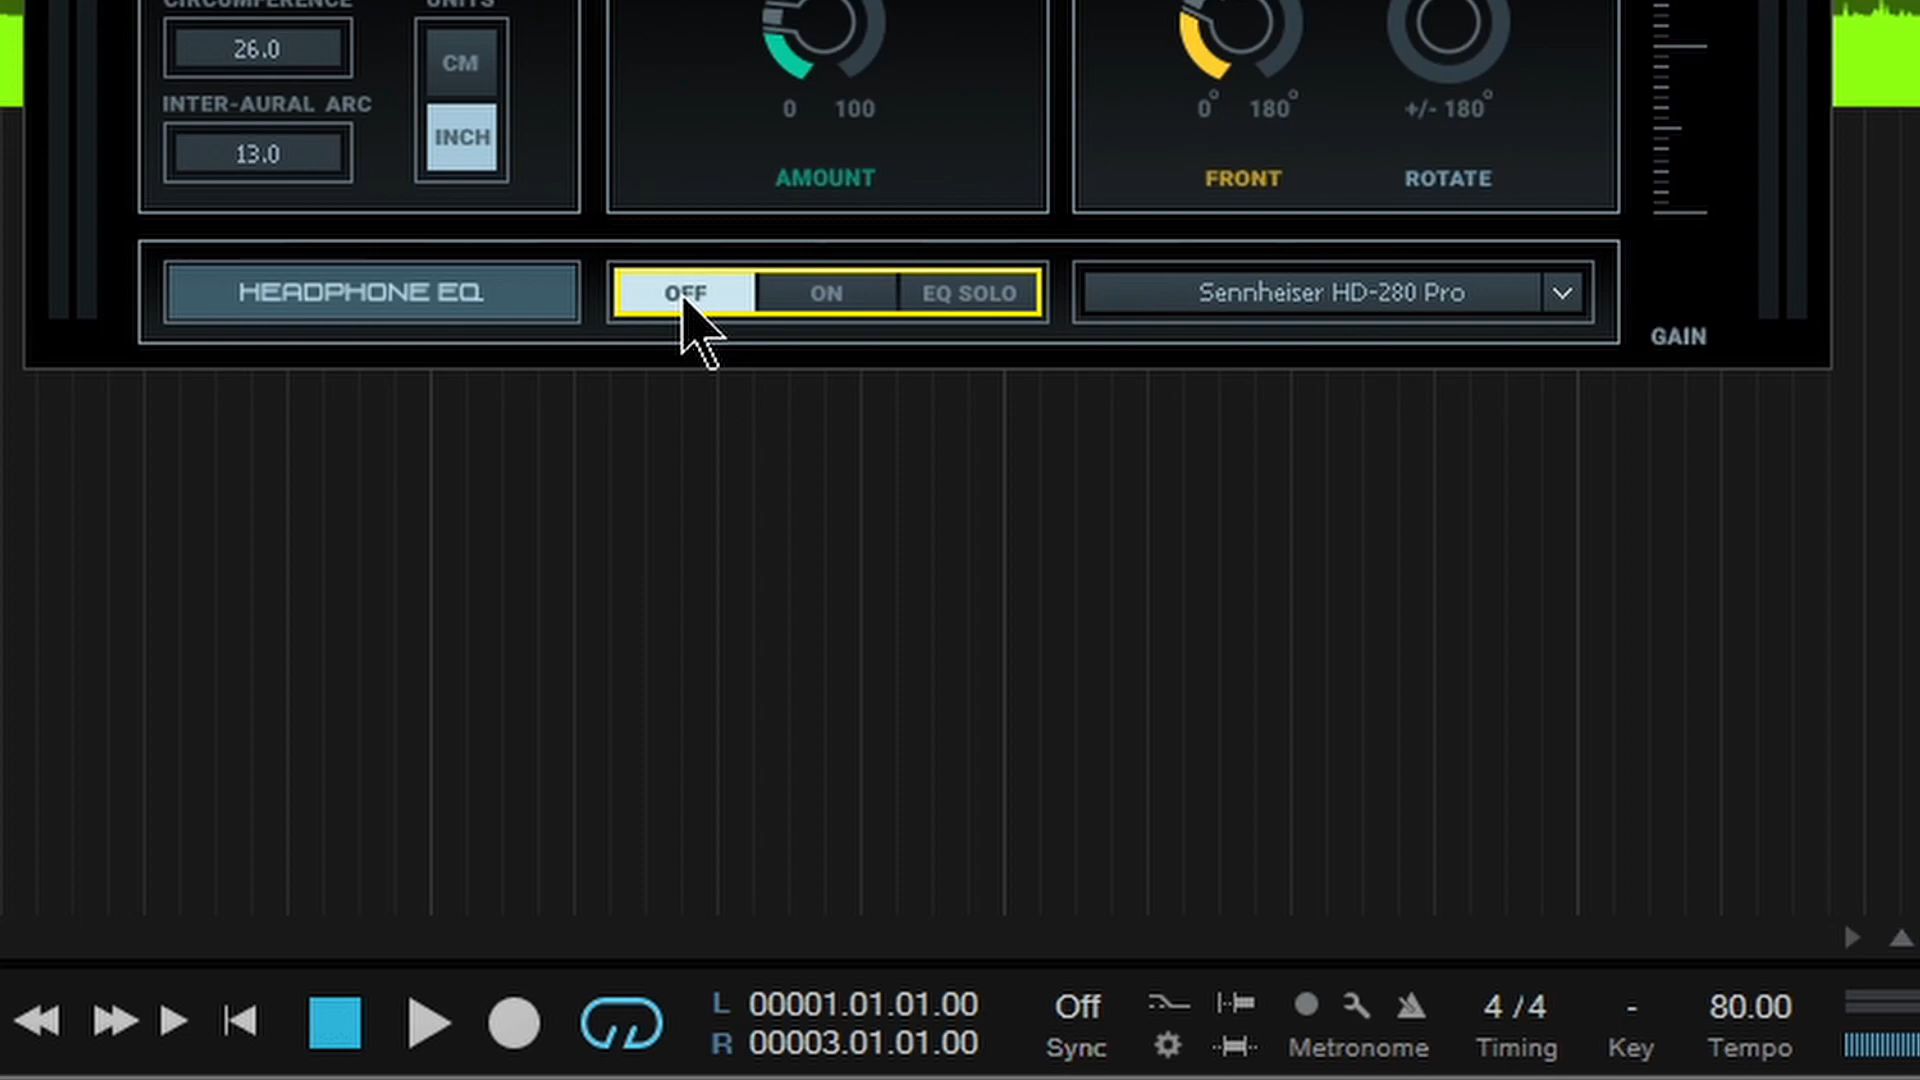 CIRCUMFERENCE
UNITS
26.0
CM
INTER-AURAL ARC
13.0
INCH
0 100
AMOUNT
0° 180°
+/- 180°
FRONT
ROTATE
HEADPHONE EQ
OFF
ON
EQ SOLO
Sennheiser HD-280 Pro
GAIN
L 00001.01.01.00
R 00003.01.01.00
Off
Sync
Metronome
4 / 4
Timing
-
Key
80.00
Tempo